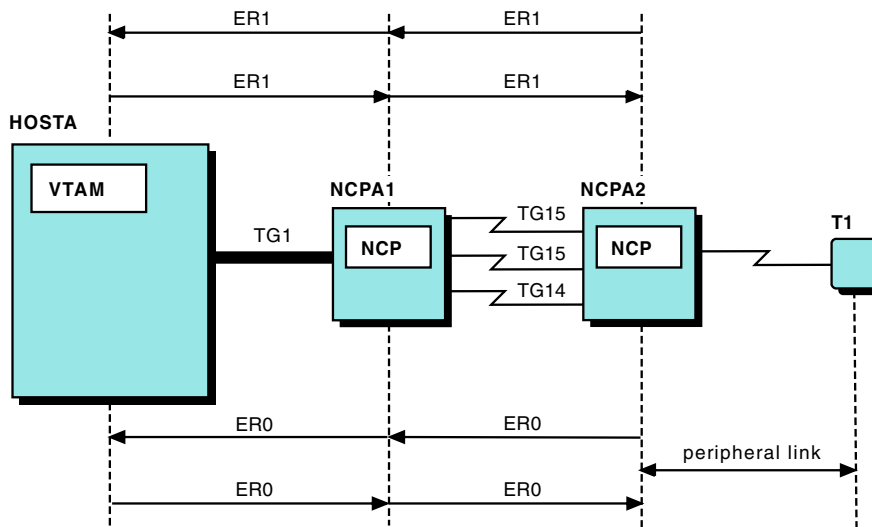 ER1 ER1
ER1 ER1
HOSTA
VTAM
NCPA1
NCPA2
T1
TG1
NCP
TG15
TG15
TG14
NCP
ER0 ER0
peripheral link
ER0 ER0